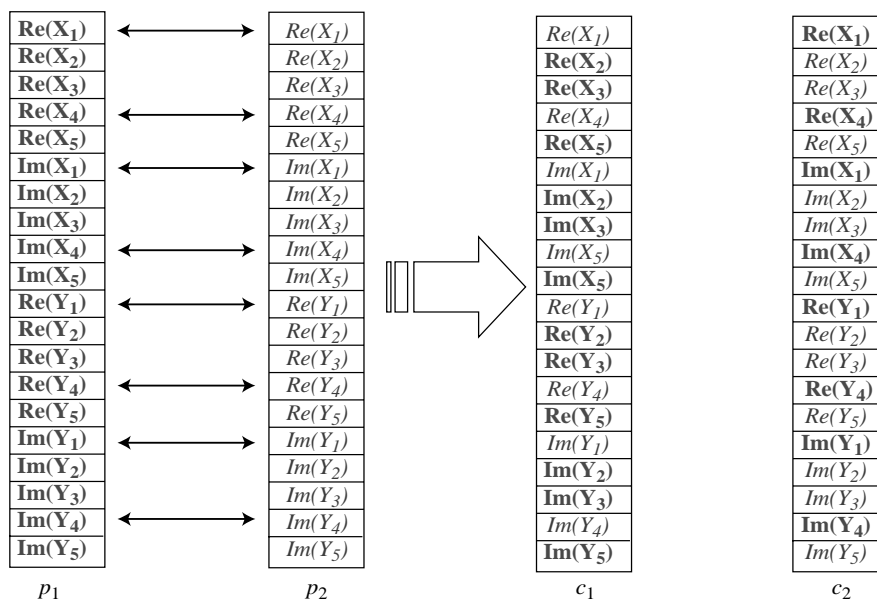 Re(X1)
Re(X2)
Re(X3)
Re(X4)
Re(X5)
Im(X1)
Im(X2)
Im(X3)
Im(X4)
Im(X5)
Re(Y1)
Re(Y2)
Re(Y3)
Re(Y4)
Re(Y5)
Im(Y1)
Im(Y2)
Im(Y3)
Im(Y4)
Im(Y5)
p1
Re(X1)
Re(X2)
Re(X3)
Re(X4)
Re(X5)
Im(X1)
Im(X2)
Im(X3)
Im(X4)
Im(X5)
Re(Y1)
Re(Y2)
Re(Y3)
Re(Y4)
Re(Y5)
Im(Y1)
Im(Y2)
Im(Y3)
Im(Y4)
Im(Y5)
p2
Re(X1)
Re(X2)
Re(X3)
Re(X4)
Re(X5)
Im(X1)
Im(X2)
Im(X3)
Im(X5)
Im(X5)
Re(Y1)
Re(Y2)
Re(Y3)
Re(Y4)
Re(Y5)
Im(Y1)
Im(Y2)
Im(Y3)
Im(Y4)
Im(Y5)
c1
Re(X1)
Re(X2)
Re(X3)
Re(X4)
Re(X5)
Im(X1)
Im(X2)
Im(X3)
Im(X4)
Im(X5)
Re(Y1)
Re(Y2)
Re(Y3)
Re(Y4)
Re(Y5)
Im(Y1)
Im(Y2)
Im(Y3)
Im(Y4)
Im(Y5)
c2